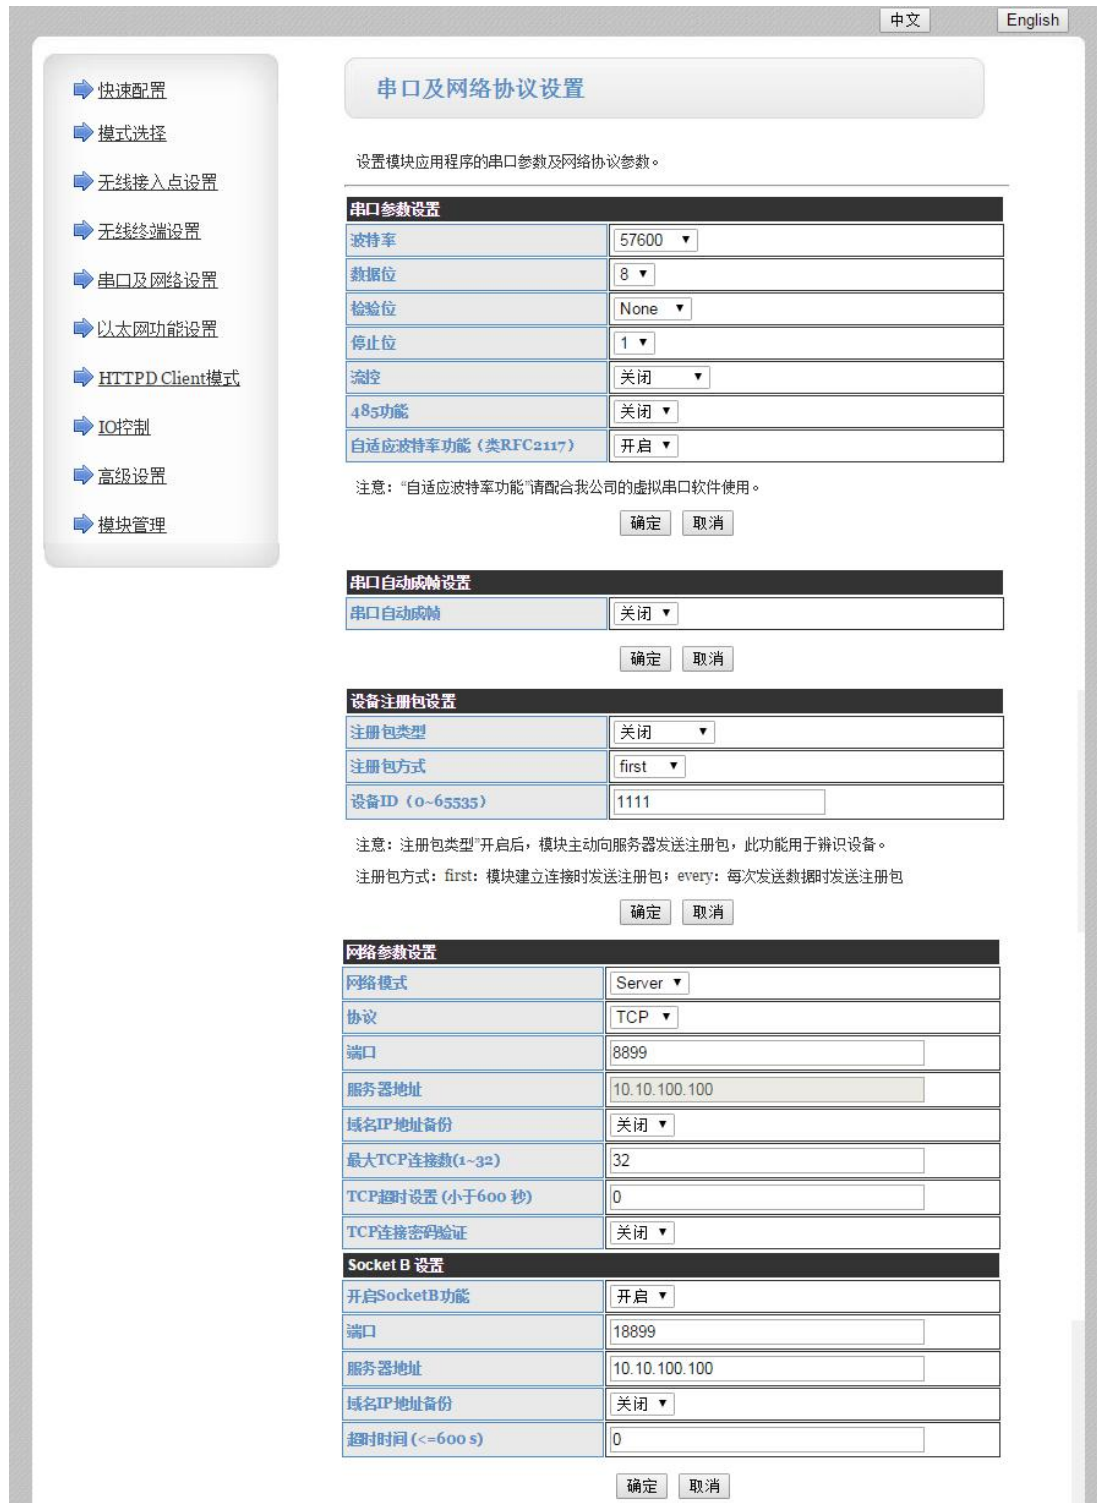 中文 English
快速配置
模式选择
无线接入点设置
无线终端设置
串口及网络设置
以太网功能设置
HTTPD Client模式
IO控制
高级设置
模块管理
串口及网络协议设置
设置模块应用程序的串口参数及网络协议参数。
串口参数设置
波特率 57600
数据位 8
检验位 None
停止位 1
流控 关闭
485功能 关闭
自适应波特率功能（类RFC2117） 开启
注意：“自适应波特率功能”请配合我公司的虚拟串口软件使用。
确定 取消
串口自动成帧设置
串口自动成帧 关闭
确定 取消
设备注册包设置
注册包类型 关闭
注册包方式 first
设备ID（0~65535） 1111
注意：注册包类型”开启后，模块主动向服务器发送注册包，此功能用于辨识设备。
注册包方式：first：模块建立连接时发送注册包；every：每次发送数据时发送注册包
确定 取消
网络参数设置
网络模式 Server
协议 TCP
端口 8899
服务器地址 10.10.100.100
域名IP地址备份 关闭
最大TCP连接数(1~32) 32
TCP超时设置 (小于600 秒) 0
TCP连接密码验证 关闭
Socket B 设置
开启SocketB功能 开启
端口 18899
服务器地址 10.10.100.100
域名IP地址备份 关闭
超时时间 (<=600 s) 0
确定 取消